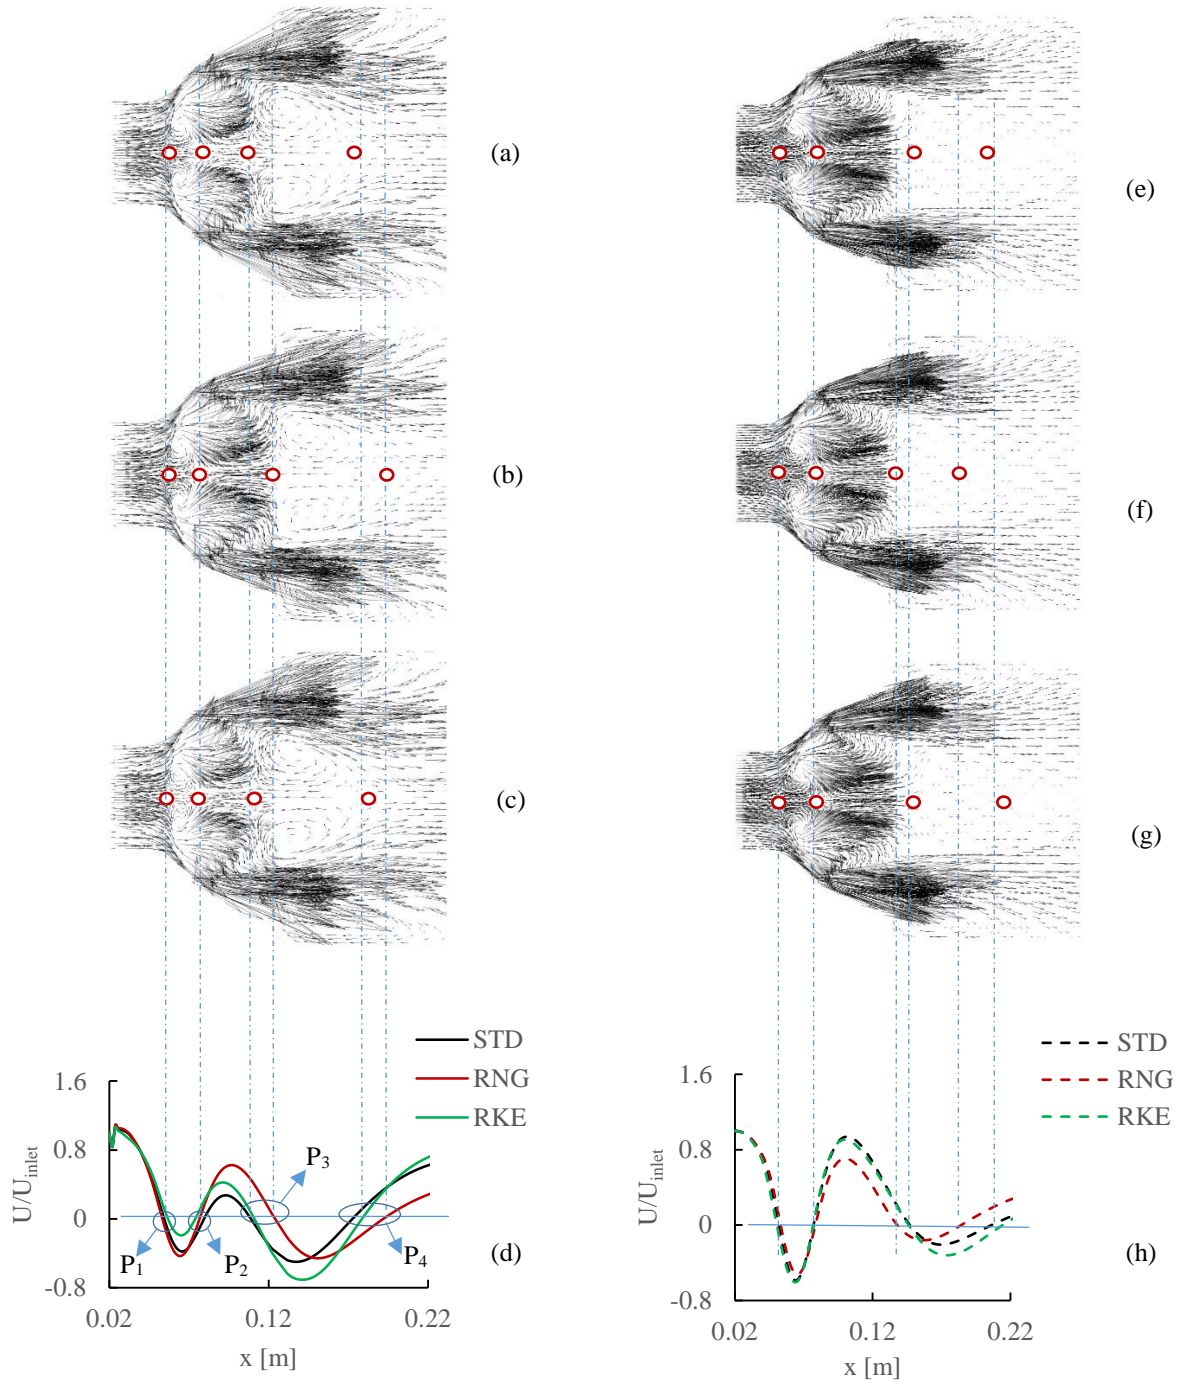 (a)
(e)
(b)
(f)
(c)
(g)
STD
RNG
RKE
1.6
0.8
0
-0.8
U/U_inlet
P₁
P₂
P₃
P₄
(d)
0.02
0.12
0.22
x [m]
STD
RNG
RKE
1.6
0.8
0
-0.8
U/U_inlet
(h)
0.02
0.12
0.22
x [m]